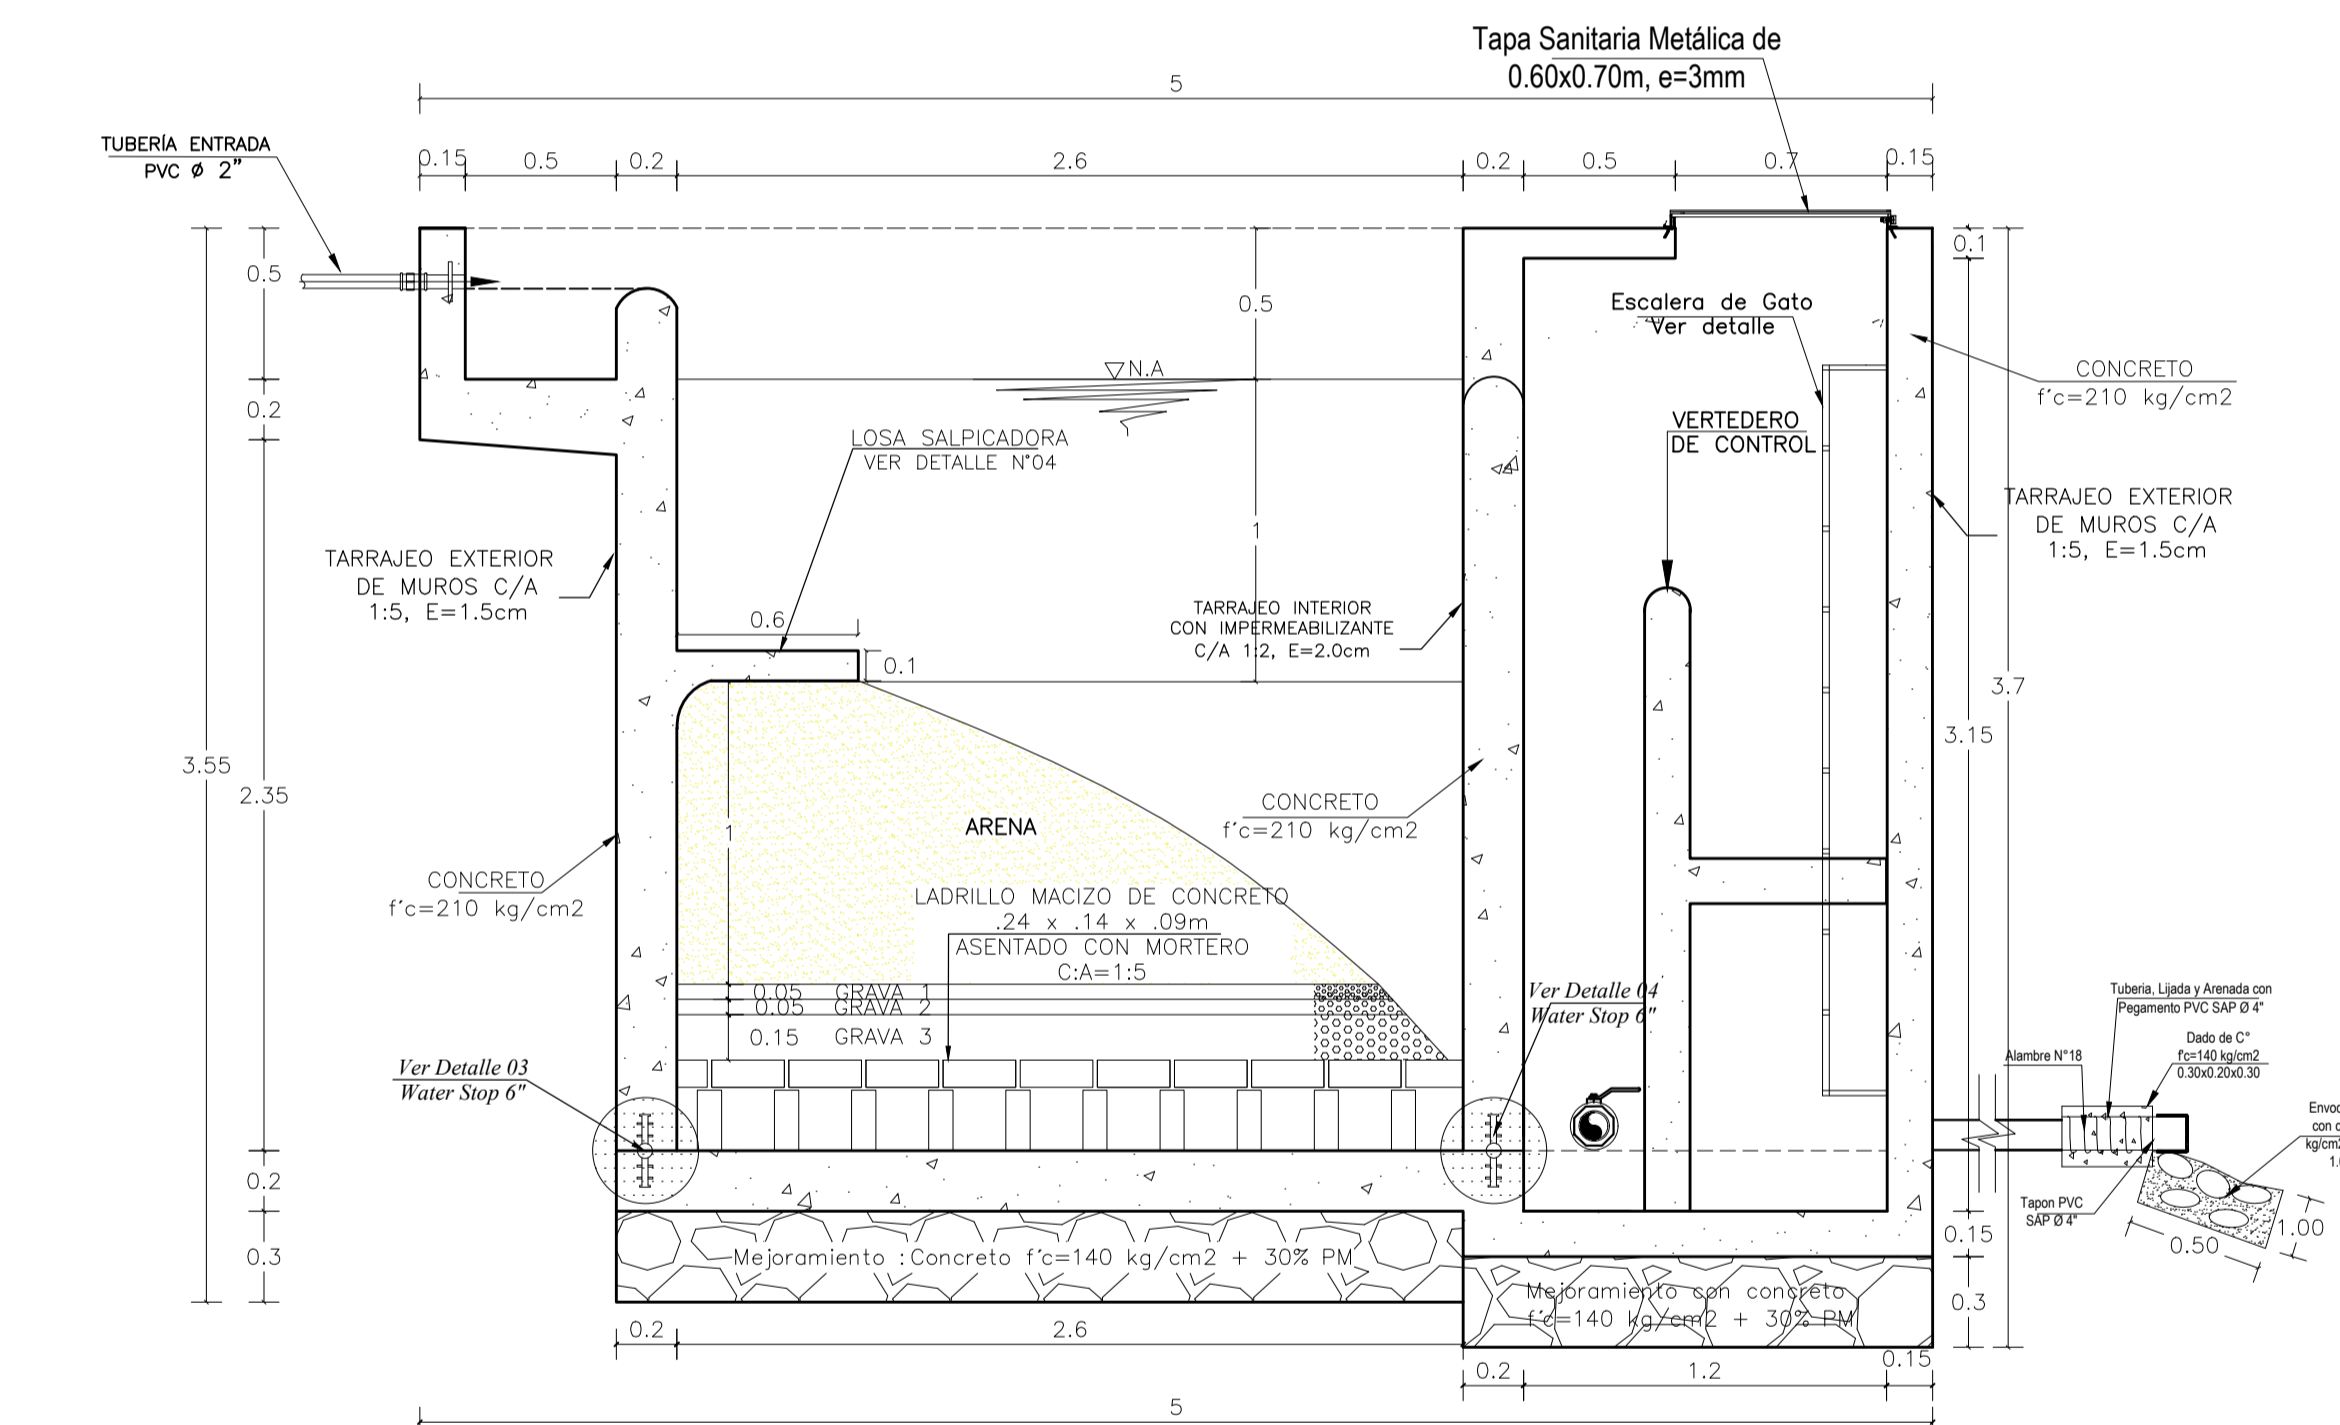 Tapa Sanitaria Metálica de
0.60x0.70m, e=3mm
5
TUBERÍA ENTRADA
PVC Ø 2”
0.15
0.5
0.2
2.6
0.2
0.5
0.7
0.15
0.5
0.2
2.35
3.55
0.2
0.3
0.5
1
N.A
LOSA SALPICADORA
VER DETALLE N°04
TARRAJEO EXTERIOR
DE MUROS C/A
1:5, E=1.5cm
0.6
0.1
TARRAJEO INTERIOR
CON IMPERMEABILIZANTE
C/A 1:2, E=2.0cm
Escalera de Gato
Ver detalle
VERTEDERO
DE CONTROL
0.1
CONCRETO
f´c=210 kg/cm2
TARRAJEO EXTERIOR
DE MUROS C/A
1:5, E=1.5cm
3.7
3.15
1
ARENA
CONCRETO
f´c=210 kg/cm2
CONCRETO
f´c=210 kg/cm2
LADRILLO MACIZO DE CONCRETO
.24 x .14 x .09m
ASENTADO CON MORTERO
C:A=1:5
0.05 GRAVA 1
0.05 GRAVA 2
0.15 GRAVA 3
Ver Detalle 03
Water Stop 6"
Ver Detalle 04
Water Stop 6"
Tuberia, Lijada y Arenada con
Pegamento PVC SAP Ø 4"
Dado de C°
f'c=140 kg/cm2
0.30x0.20x0.30
Alambre N°18
Envoc
con c
kg/cm2
Tapon PVC
SAP Ø 4"
1.00
0.50
0.15
0.3
Mejoramiento :Concreto f´c=140 kg/cm2 + 30% PM
Mejoramiento con concreto
f´c=140 kg/cm2 + 30% PM
0.2
2.6
0.2
1.2
0.15
5